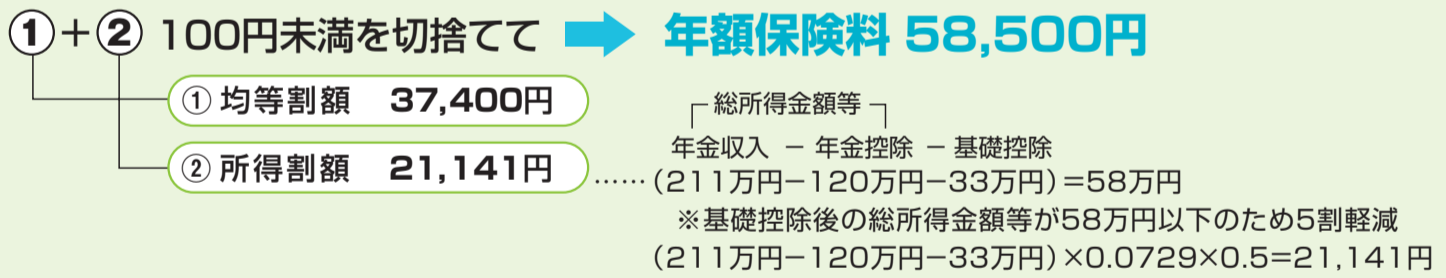 ①+② 100円未満を切捨てて ➡ 年額保険料 58,500円
① 均等割額 37,400円
② 所得割額 21,141円
総所得金額等
年金収入 − 年金控除 − 基礎控除
……(211万円−120万円−33万円)=58万円
※基礎控除後の総所得金額等が58万円以下のため5割軽減
(211万円−120万円−33万円)×0.0729×0.5=21,141円